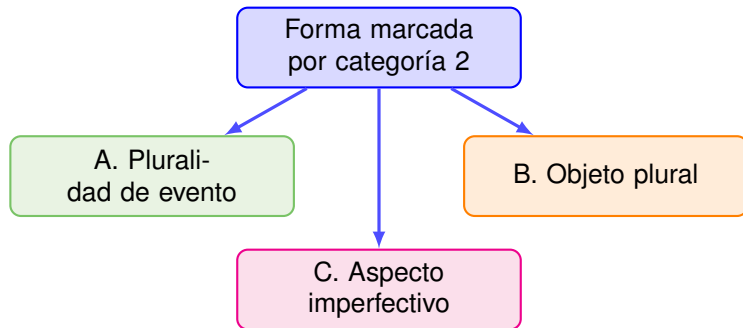 Forma marcada
por categoría 2
A. Plurali-
dad de evento
B. Objeto plural
C. Aspecto
imperfectivo